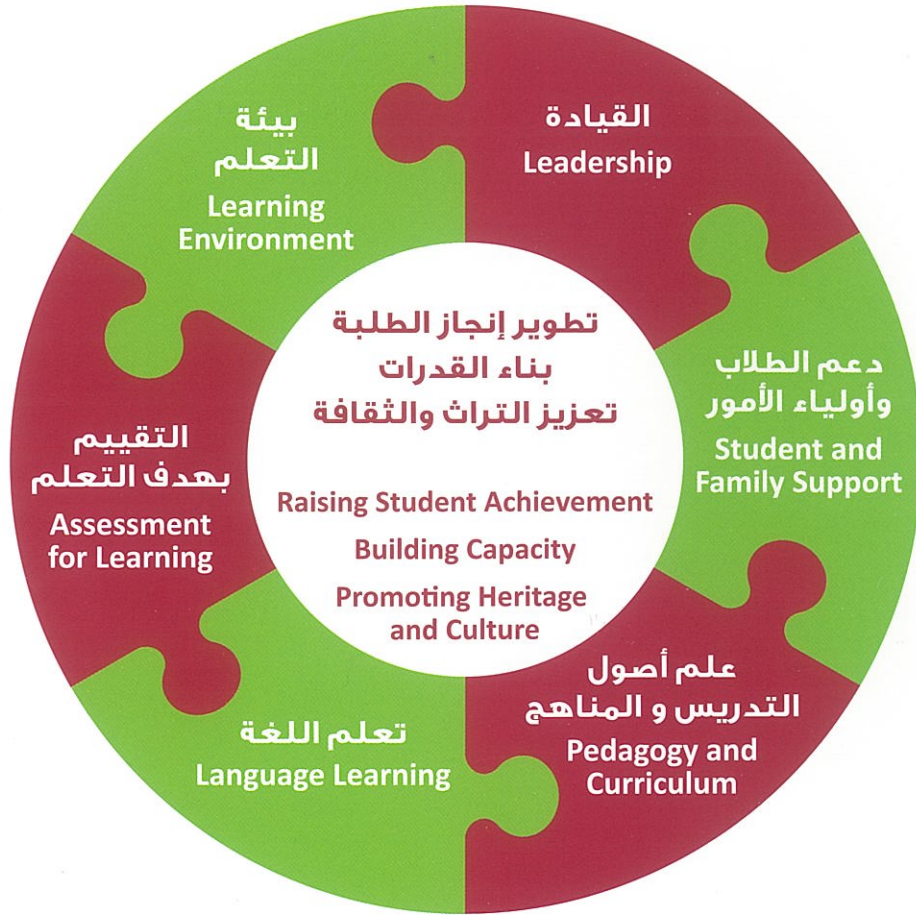 القيادة
Leadership
دعم الطلاب
وأولياء الأمور
Student and
Family Support
علم أصول
التدريس و المناهج
Pedagogy and
Curriculum
تعلم اللغة
Language Learning
التقييم
بهدف التعلم
Assessment
for Learning
بيئة
التعلم
Learning
Environment
تطوير إنجاز الطلبة
بناء القدرات
تعزيز التراث والثقافة
Raising Student Achievement
Building Capacity
Promoting Heritage
and Culture